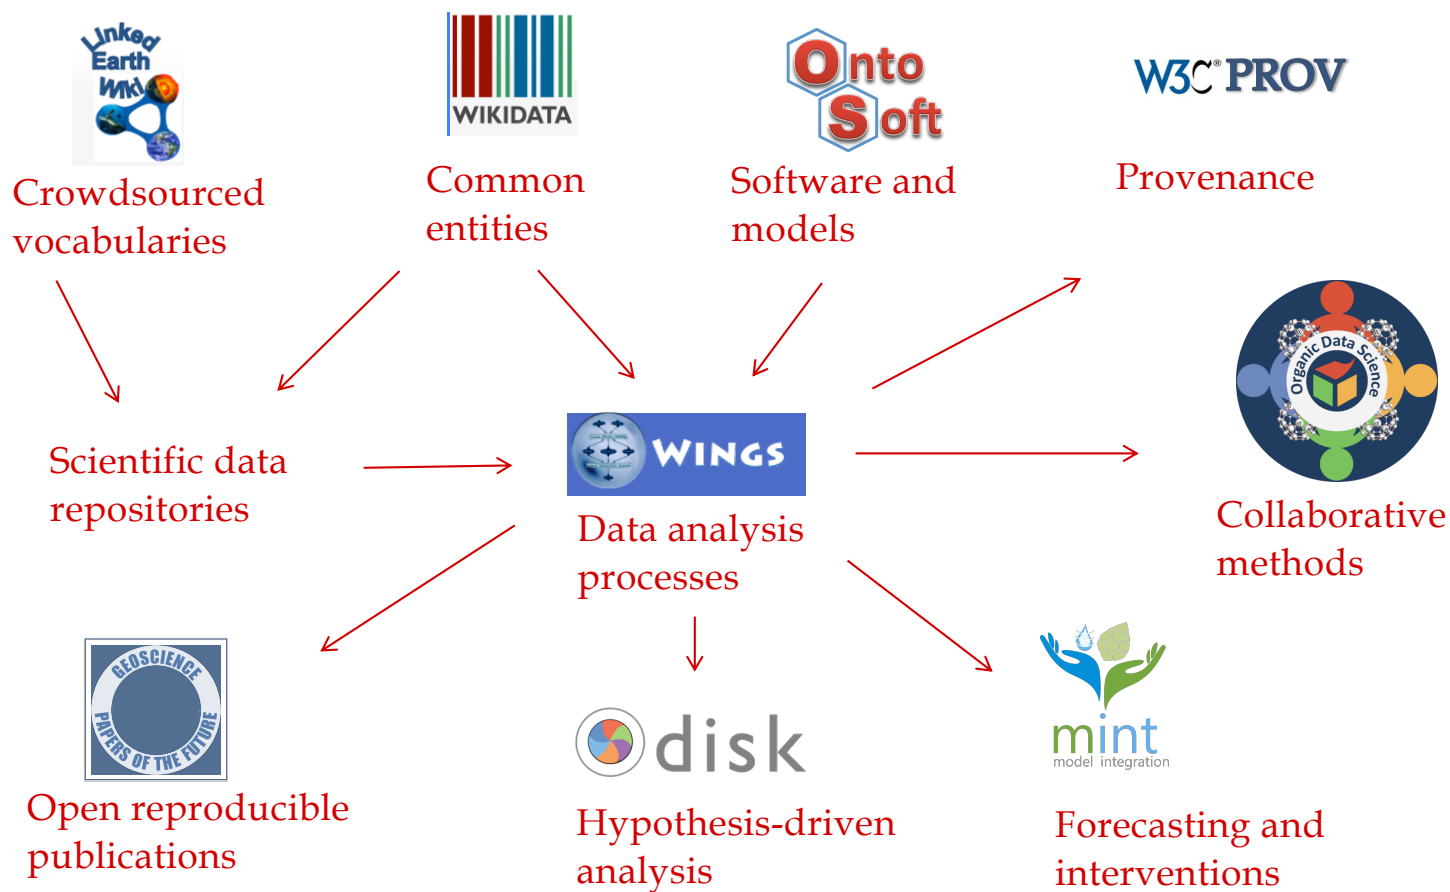 Linked
Earth
Wiki
WIKIDATA
Onto
Soft
W3C® PROV
Crowdsourced
vocabularies
Common
entities
Software and
models
Provenance
Organic Data Science
Scientific data
repositories
WINGS
Data analysis
processes
Collaborative
methods
GEOSCIENCE
PAPERS OF THE FUTURE
disk
mint
model integration
Open reproducible
publications
Hypothesis-driven
analysis
Forecasting and
interventions